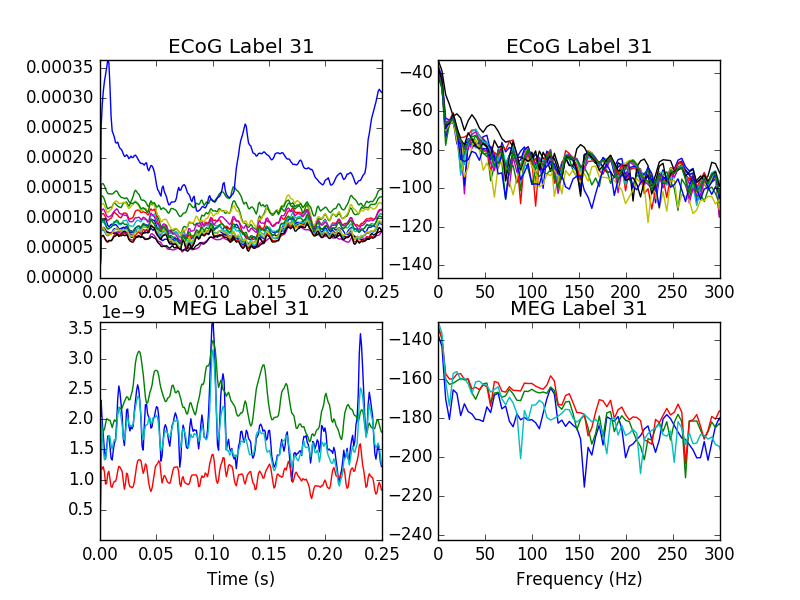 ECoG Label 31
0.00035
0.00030
0.00025
0.00020
0.00015
0.00010
0.00005
0.00000
0.00 0.05 0.10 0.15 0.20 0.25
ECoG Label 31
−40
−60
−80
−100
−120
−140
0 50 100 150 200 250 300
MEG Label 31
1e−9
3.5
3.0
2.5
2.0
1.5
1.0
0.5
0.00 0.05 0.10 0.15 0.20 0.25
Time (s)
MEG Label 31
−140
−160
−180
−200
−220
−240
0 50 100 150 200 250 300
Frequency (Hz)